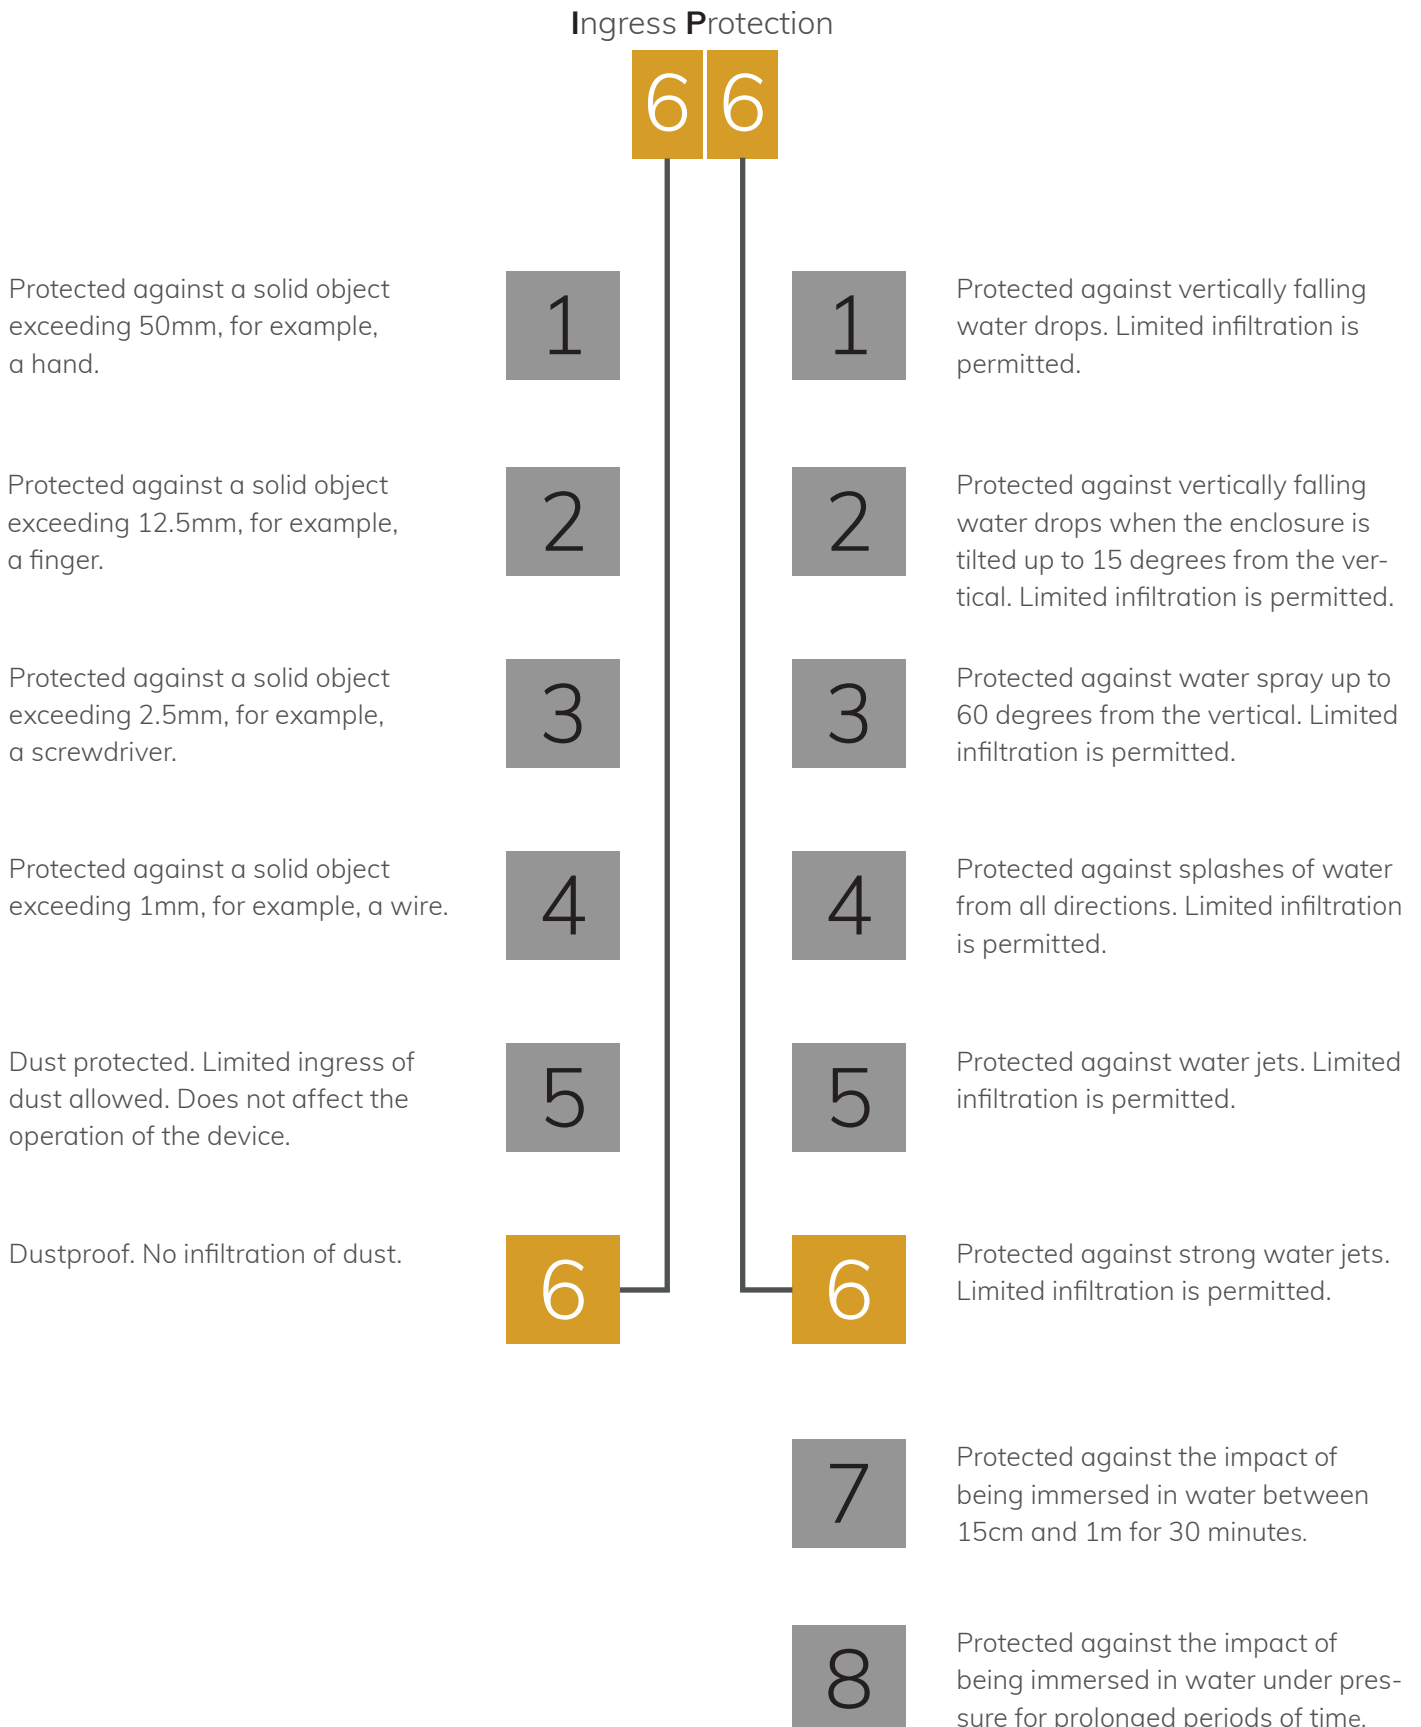 Ingress Protection
6 6
Protected against a solid object
exceeding 50mm, for example,
a hand.
1
1
Protected against vertically falling
water drops. Limited infiltration is
permitted.
Protected against a solid object
exceeding 12.5mm, for example,
a finger.
2
2
Protected against vertically falling
water drops when the enclosure is
tilted up to 15 degrees from the ver-
tical. Limited infiltration is permitted.
Protected against a solid object
exceeding 2.5mm, for example,
a screwdriver.
3
3
Protected against water spray up to
60 degrees from the vertical. Limited
infiltration is permitted.
Protected against a solid object
exceeding 1mm, for example, a wire.
4
4
Protected against splashes of water
from all directions. Limited infiltration
is permitted.
Dust protected. Limited ingress of
dust allowed. Does not affect the
operation of the device.
5
5
Protected against water jets. Limited
infiltration is permitted.
Dustproof. No infiltration of dust.
6
6
Protected against strong water jets.
Limited infiltration is permitted.
7
Protected against the impact of
being immersed in water between
15cm and 1m for 30 minutes.
8
Protected against the impact of
being immersed in water under pres-
sure for prolonged periods of time.